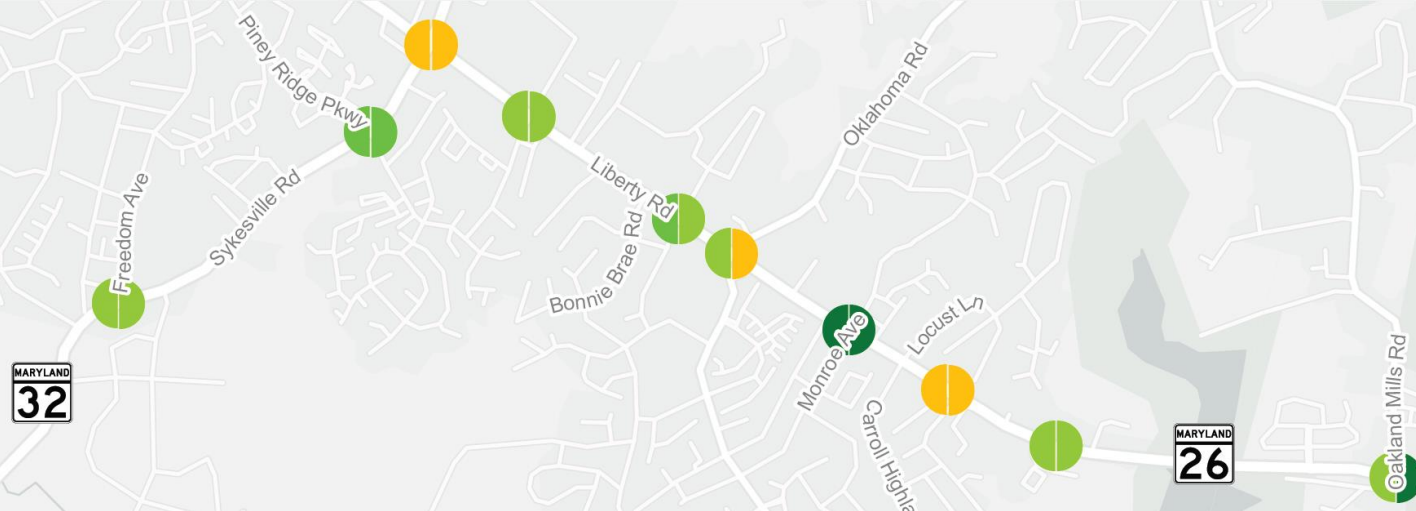 Piney Ridge Pkwy
Oklahoma Rd
Liberty Rd
Freedom Ave
Sykesville Rd
Bonnie Brae Rd
Locust Ln
Monroe Ave
Oakland Mills Rd
MARYLAND
32
Carroll Highla
MARYLAND
26